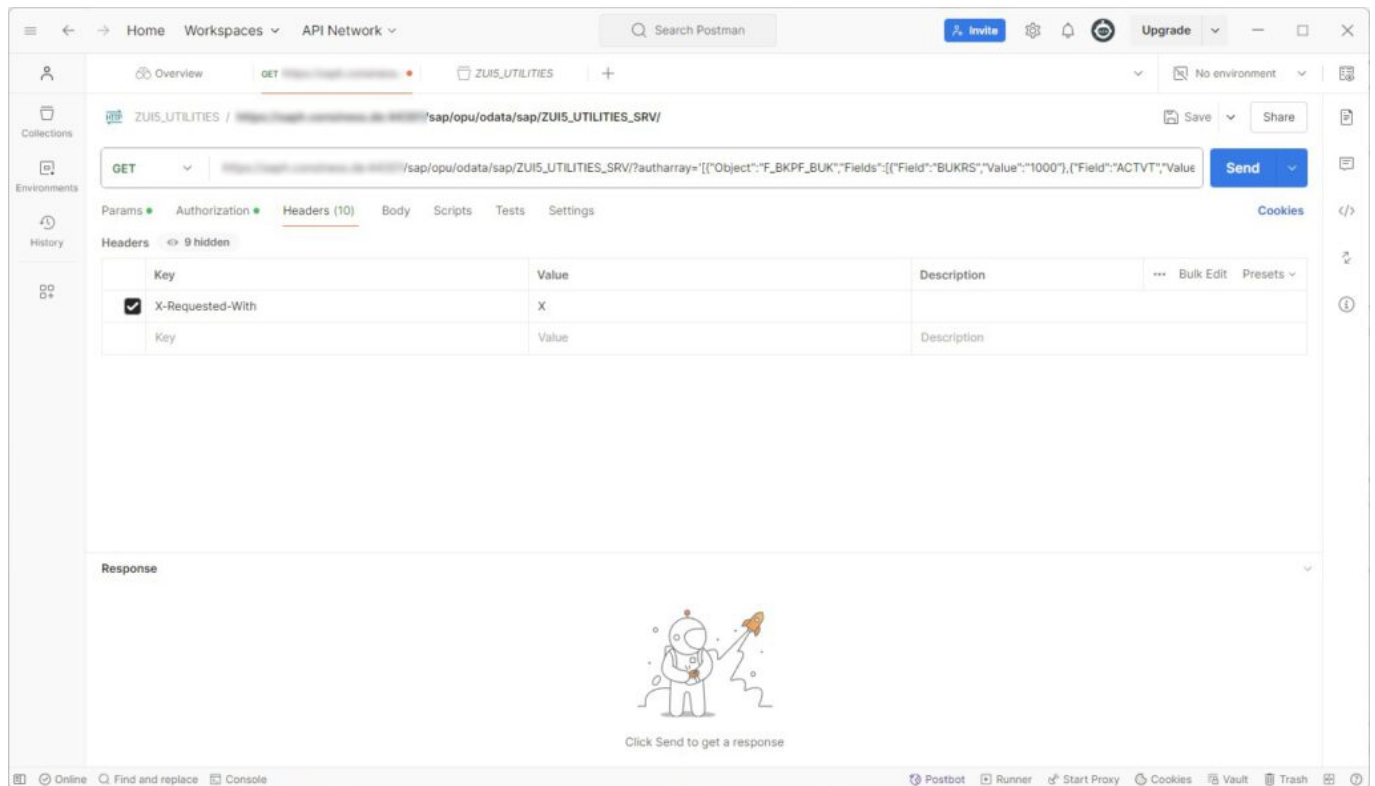 Home Workspaces API Network Search Postman Invite Upgrade
Overview GET ZUI5_UTILITIES No environment
Collections
Environments
History
ZUI5_UTILITIES / /sap/opu/odata/sap/ZUI5_UTILITIES_SRV/ Save Share
GET /sap/opu/odata/sap/ZUI5_UTILITIES_SRV/?autharray='[{"Object":"F_BKPF_BUK","Fields":[{"Field":"BUKRS","Value":"1000"},{"Field":"ACTVT","Value Send
Params Authorization Headers (10) Body Scripts Tests Settings Cookies
Headers 9 hidden
Key Value Description Bulk Edit Presets
X-Requested-With X
Key Value Description
Response
Click Send to get a response
Online Find and replace Console Postbot Runner Start Proxy Cookies Vault Trash